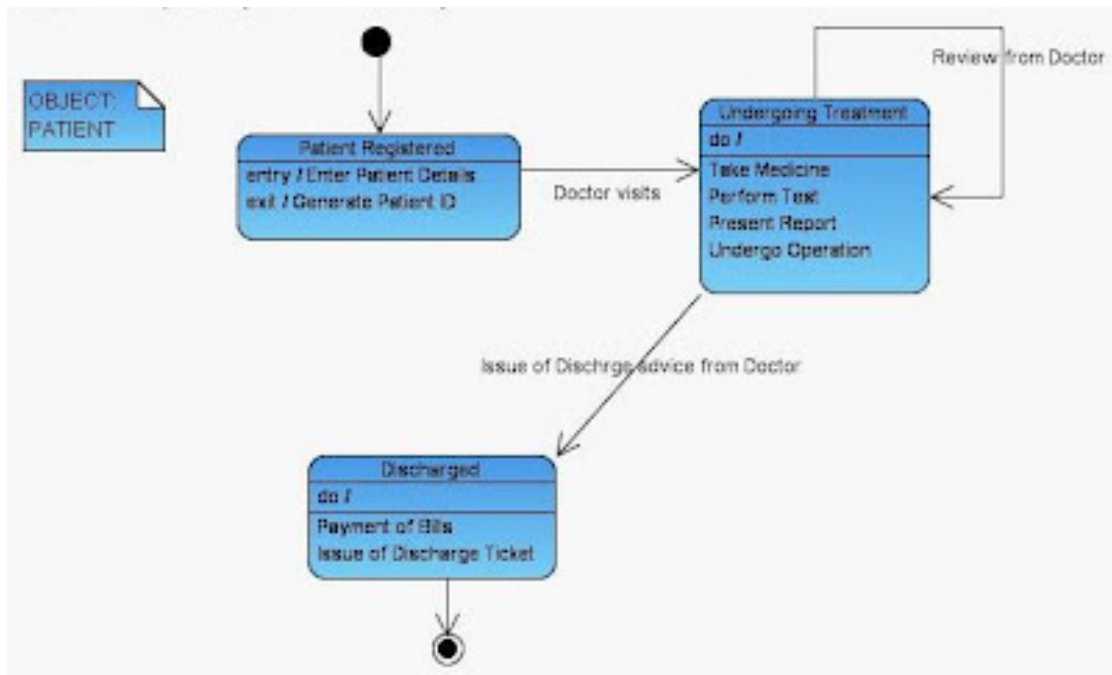 OBJECT:
PATIENT
Patient Registered
entry / Enter Patient Details
exit / Generate Patient ID
Doctor visits
Review from Doctor
Undergoing Treatment
do /
Take Medicine
Perform Test
Present Report
Undergo Operation
Issue of Dischrge advice from Doctor
Discharged
do /
Payment of Bills
Issue of Discharge Ticket